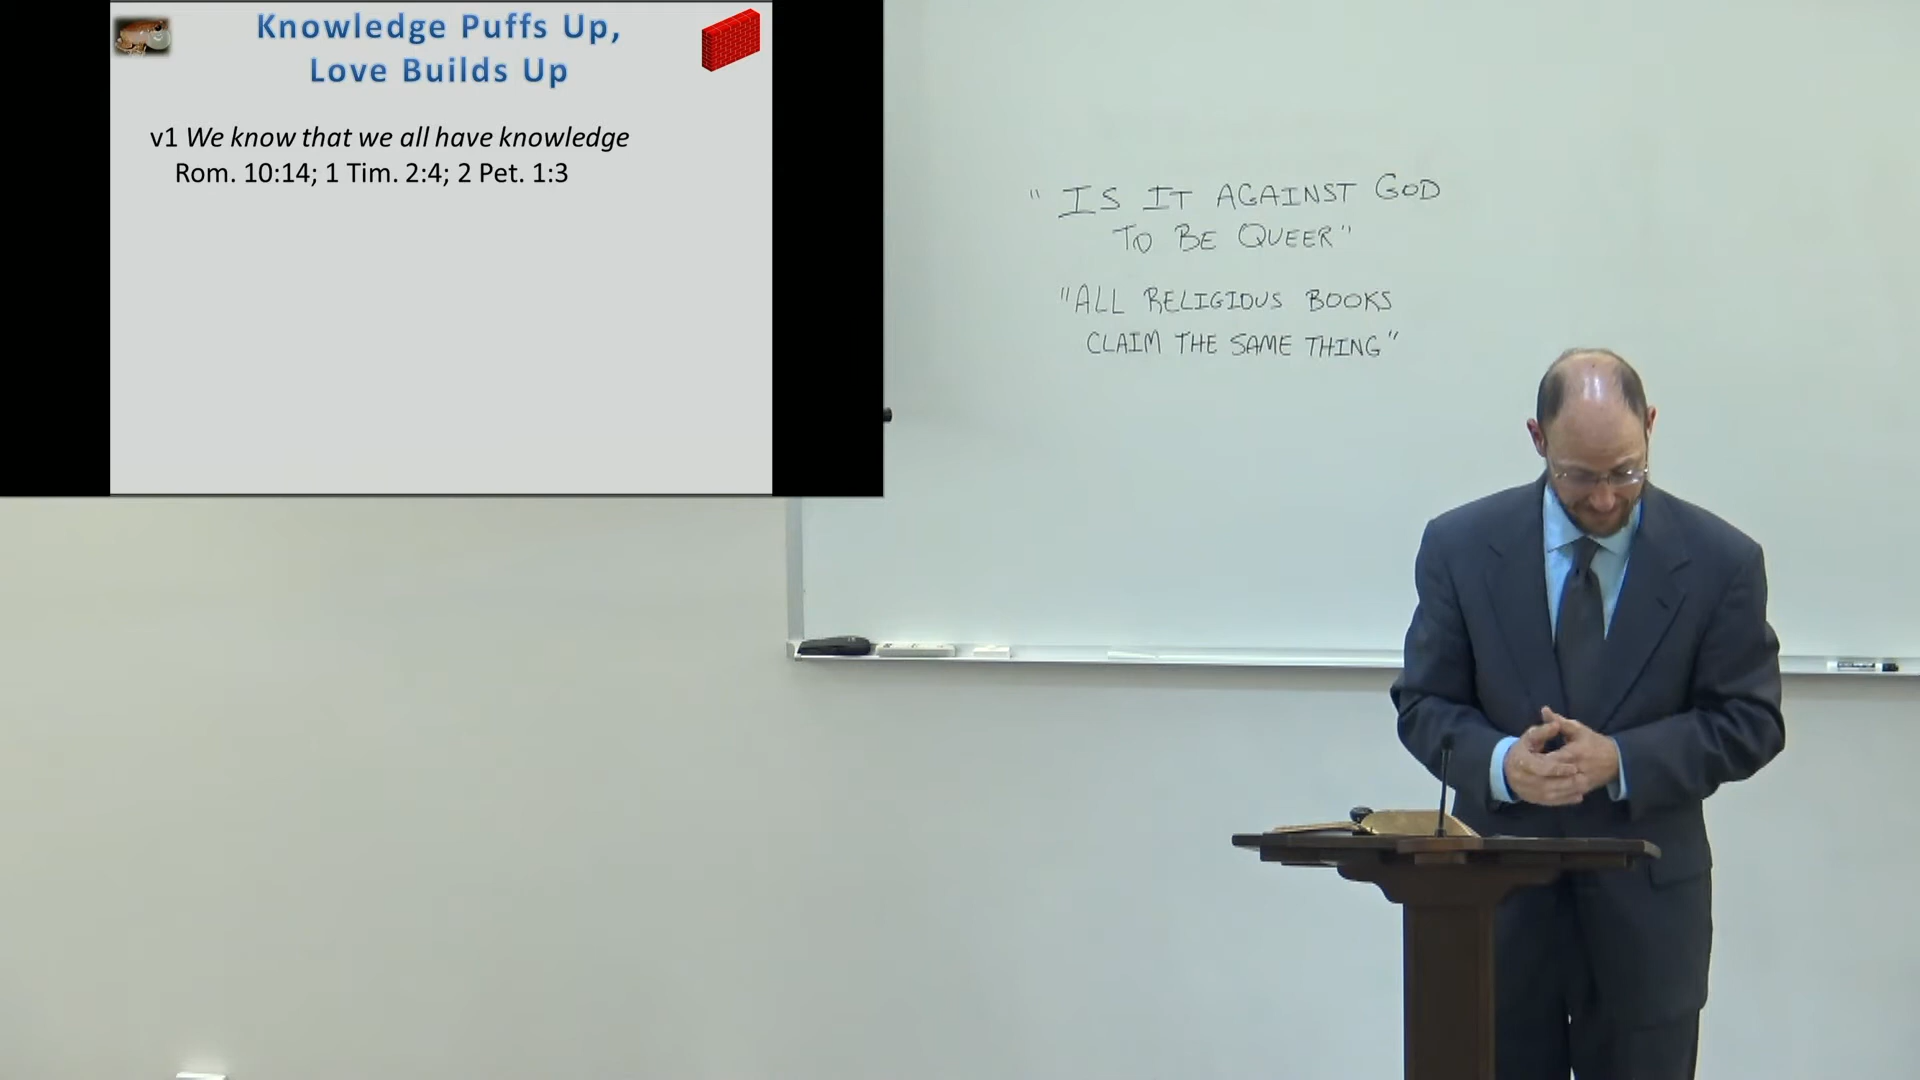 Knowledge Puffs Up,
Love Builds Up
v1 We know that we all have knowledge
Rom. 10:14; 1 Tim. 2:4; 2 Pet. 1:3
" IS IT AGAINST GOD
TO BE QUEER"
"ALL RELIGIOUS BOOKS
CLAIM THE SAME THING"